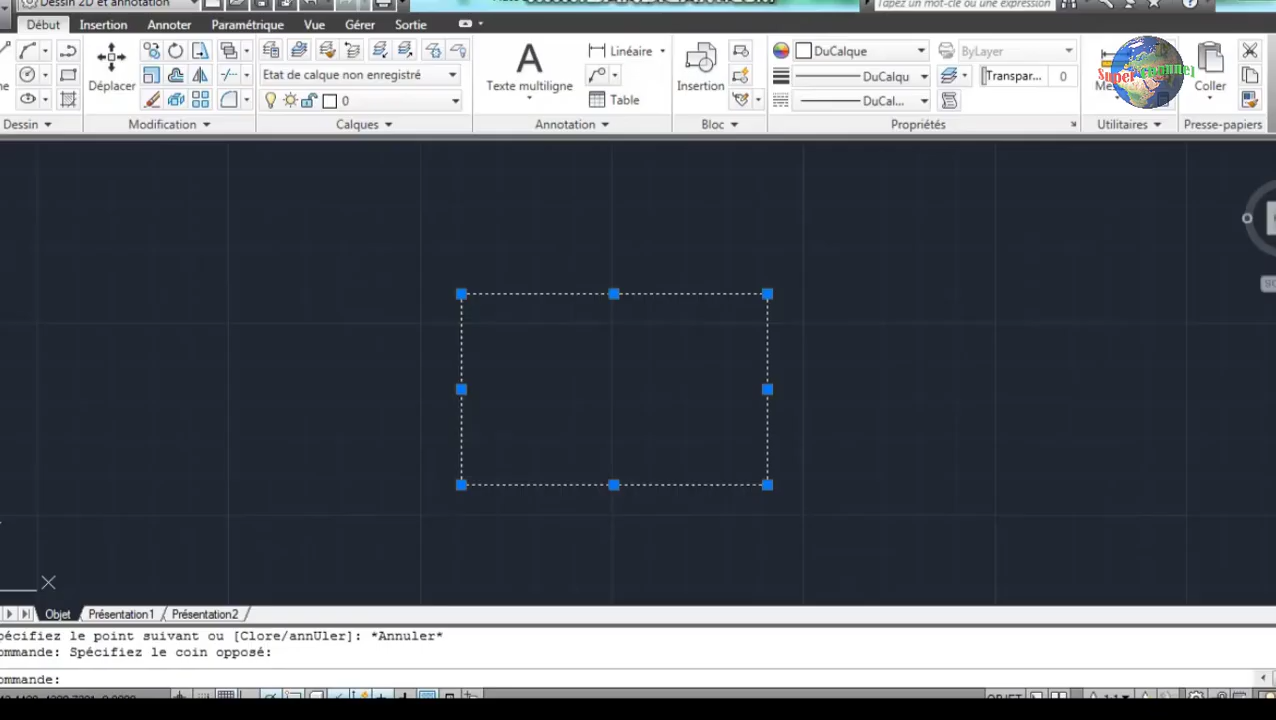 Dessin 2D et annotation
Tapez un mot-clé ou une expression
Début Insertion Annoter Paramétrique Vue Gérer Sortie
Déplacer
Etat de calque non enregistré
0
Texte multiligne
Linéaire
Table
Insertion
DuCalque
DuCalqu
DuCal...
ByLayer
Transpar... 0
Super Channel
Coller
Dessin Modification Calques Annotation Bloc Propriétés Utilitaires Presse-papiers
Objet Présentation1 Présentation2
pécifiez le point suivant ou [Clore/annUler]: *Annuler*
ommande: Spécifiez le coin opposé:
ommande: